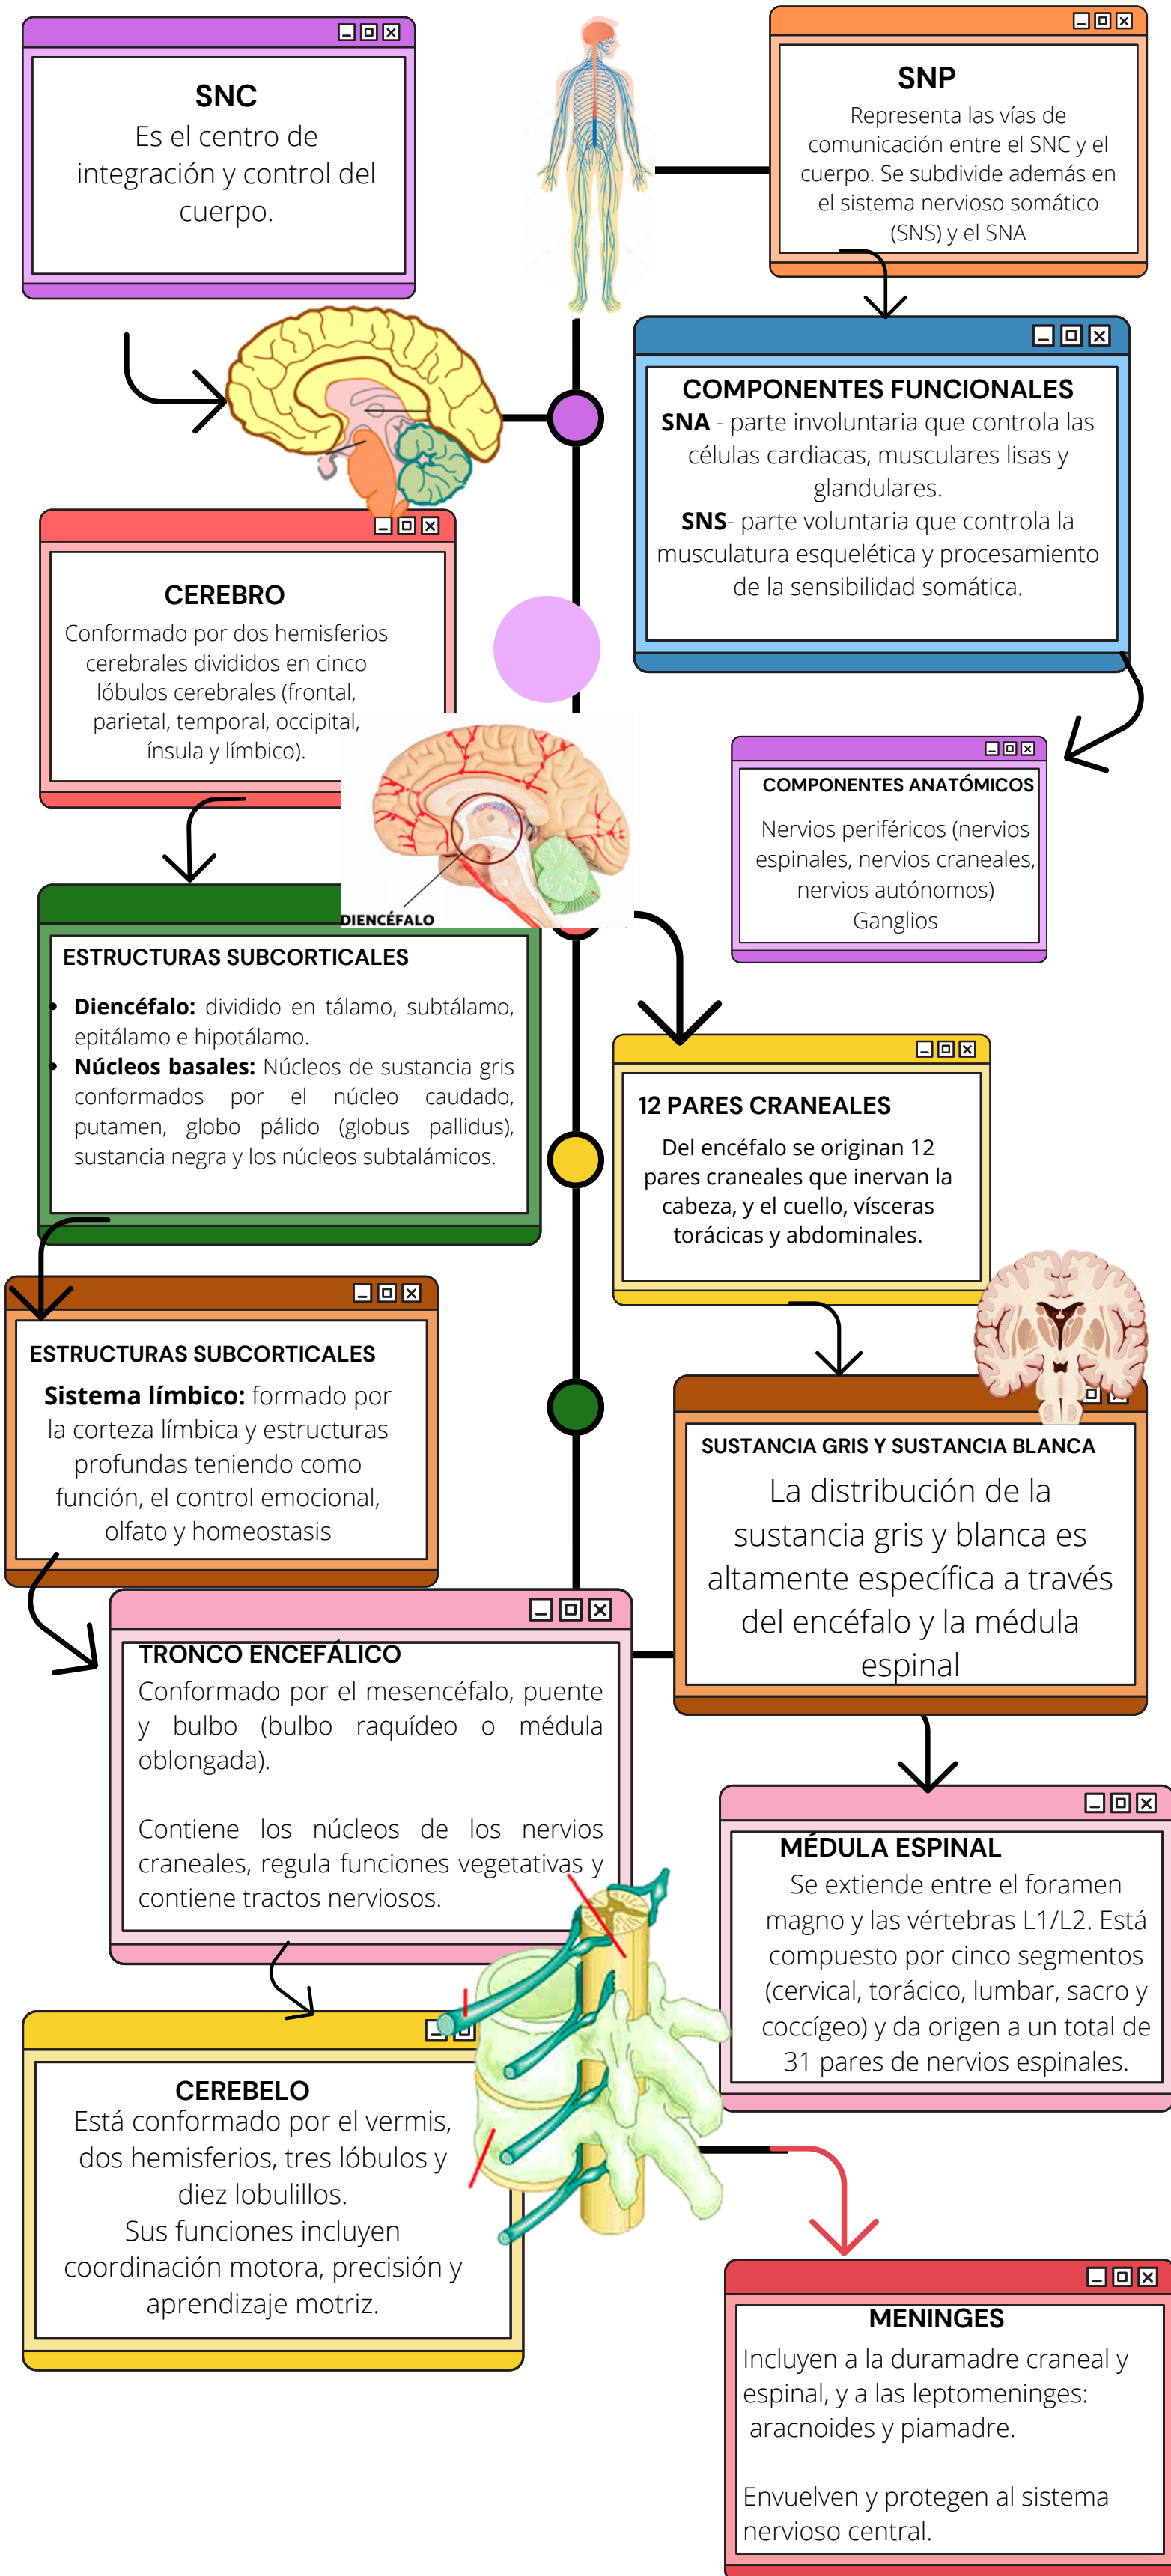 SNC
Es el centro de
integración y control del
cuerpo.
SNP
Representa las vías de
comunicación entre el SNC y el
cuerpo. Se subdivide además en
el sistema nervioso somático
(SNS) y el SNA
COMPONENTES FUNCIONALES
SNA - parte involuntaria que controla las
células cardiacas, musculares lisas y
glandulares.
SNS- parte voluntaria que controla la
musculatura esquelética y procesamiento
de la sensibilidad somática.
CEREBRO
Conformado por dos hemisferios
cerebrales divididos en cinco
lóbulos cerebrales (frontal,
parietal, temporal, occipital,
ínsula y límbico).
COMPONENTES ANATÓMICOS
Nervios periféricos (nervios
espinales, nervios craneales,
nervios autónomos)
Ganglios
DIENCÉFALO
ESTRUCTURAS SUBCORTICALES
• Diencéfalo: dividido en tálamo, subtálamo,
epitálamo e hipotálamo.
• Núcleos basales: Núcleos de sustancia gris
conformados por el núcleo caudado,
putamen, globo pálido (globus pallidus),
sustancia negra y los núcleos subtalámicos.
12 PARES CRANEALES
Del encéfalo se originan 12
pares craneales que inervan la
cabeza, y el cuello, vísceras
torácicas y abdominales.
ESTRUCTURAS SUBCORTICALES
Sistema límbico: formado por
la corteza límbica y estructuras
profundas teniendo como
función, el control emocional,
olfato y homeostasis
SUSTANCIA GRIS Y SUSTANCIA BLANCA
La distribución de la
sustancia gris y blanca es
altamente específica a través
del encéfalo y la médula
espinal
TRONCO ENCEFÁLICO
Conformado por el mesencéfalo, puente
y bulbo (bulbo raquídeo o médula
oblongada).
Contiene los núcleos de los nervios
craneales, regula funciones vegetativas y
contiene tractos nerviosos.
MÉDULA ESPINAL
Se extiende entre el foramen
magno y las vértebras L1/L2. Está
compuesto por cinco segmentos
(cervical, torácico, lumbar, sacro y
coccígeo) y da origen a un total de
31 pares de nervios espinales.
CEREBELO
Está conformado por el vermis,
dos hemisferios, tres lóbulos y
diez lobulillos.
Sus funciones incluyen
coordinación motora, precisión y
aprendizaje motriz.
MENINGES
Incluyen a la duramadre craneal y
espinal, y a las leptomeninges:
aracnoides y piamadre.
Envuelven y protegen al sistema
nervioso central.